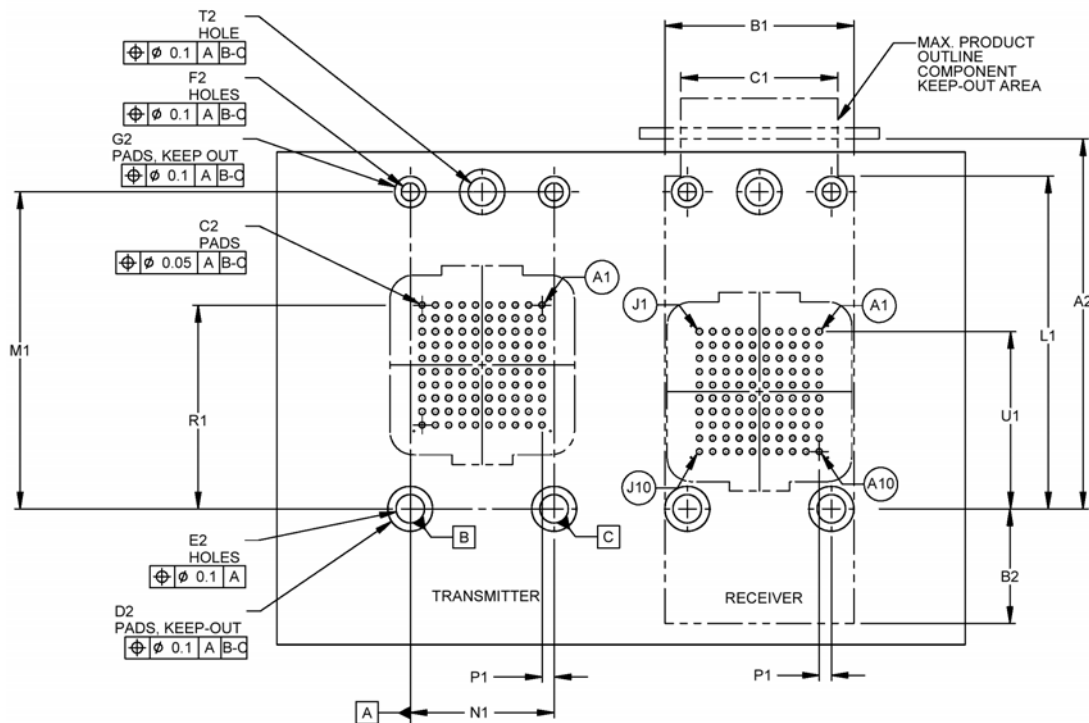 T2
HOLE
⌖ ø 0.1 A B-C
F2
HOLES
⌖ ø 0.1 A B-C
G2
PADS, KEEP OUT
⌖ ø 0.1 A B-C
C2
PADS
⌖ ø 0.05 A B-C
B1
C1
MAX. PRODUCT
OUTLINE
COMPONENT
KEEP-OUT AREA
A1
J1
A1
M1
R1
U1
L1
A2
J10
A10
B
C
E2
HOLES
⌖ ø 0.1 A
D2
PADS, KEEP-OUT
⌖ ø 0.1 A B-C
TRANSMITTER
RECEIVER
B2
P1
P1
A
N1